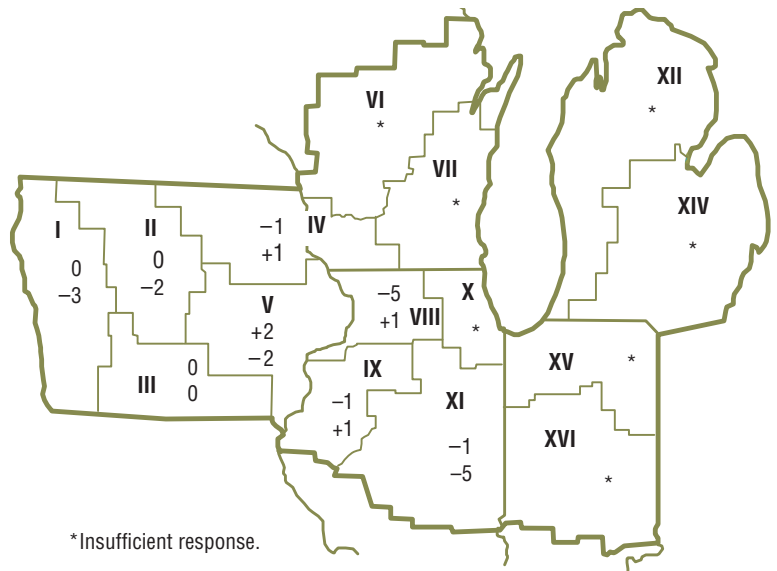 XII
*
VI
*
VII
*
XIV
*
I
0
–3
II
0
–2
IV
–1
+1
V
+2
–2
–5
+1
VIII
X
*
III
0
0
IX
–1
+1
XI
–1
–5
XV
*
XVI
*
*Insufficient response.